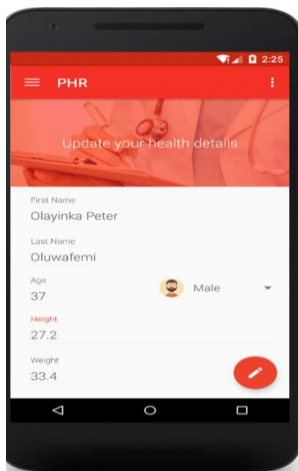 2:25
PHR
Update your health details
First Name
Olayinka Peter
Last Name
Oluwafemi
Age
37
Male
Height
27.2
Weight
33.4